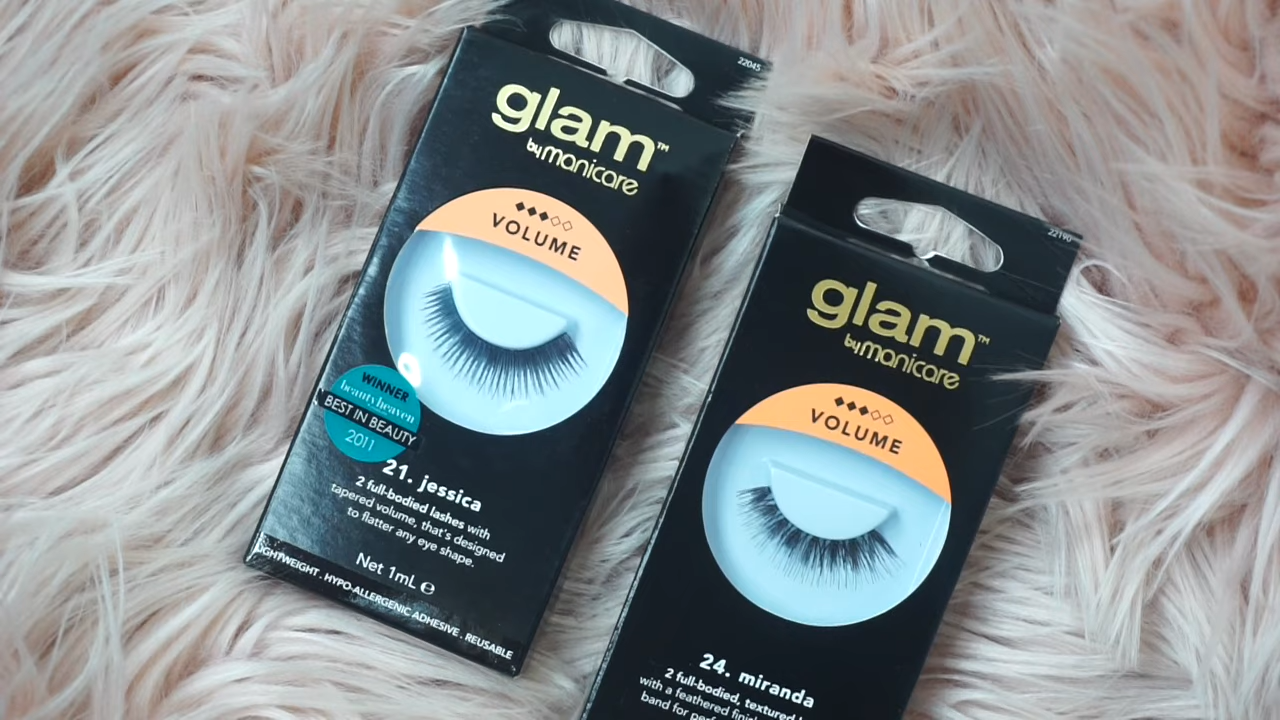 22045
glam™
by manicare
VOLUME
WINNER
beautyheaven
BEST IN BEAUTY
2011
21. jessica
2 full-bodied lashes with
tapered volume, that's designed
to flatter any eye shape.
Net 1mL ℮
LIGHTWEIGHT . HYPO-ALLERGENIC ADHESIVE . REUSABLE
22190
glam™
by manicare
VOLUME
24. miranda
2 full-bodied, textured
with a feathered
band for